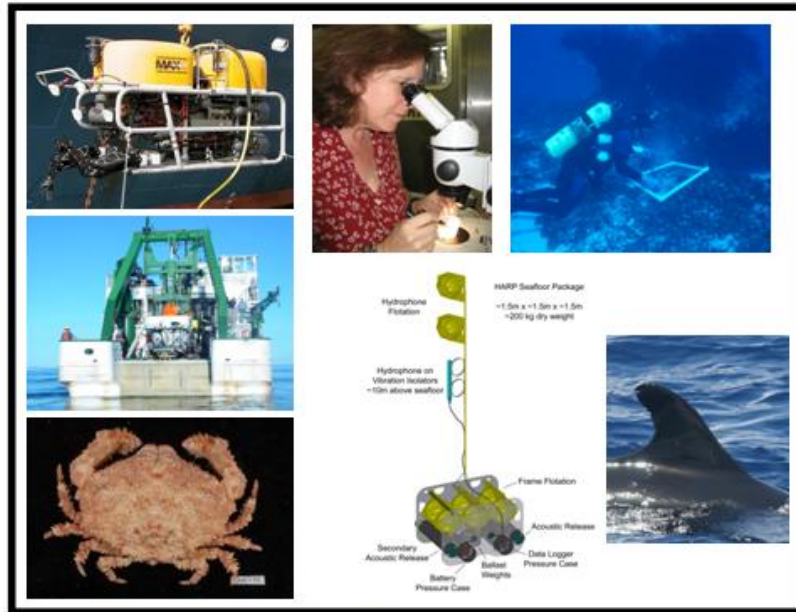 MAX
Hydrophone
Flotation
HARP Seafloor Package
~1.5m x ~1.5m x ~1.5m
~200 kg dry weight
Hydrophone on
Vibration Isolators
~10m above seafloor
Frame Flotation
Acoustic Release
Secondary
Acoustic Release
Data Logger
Pressure Case
Ballast
Weights
Battery
Pressure Case